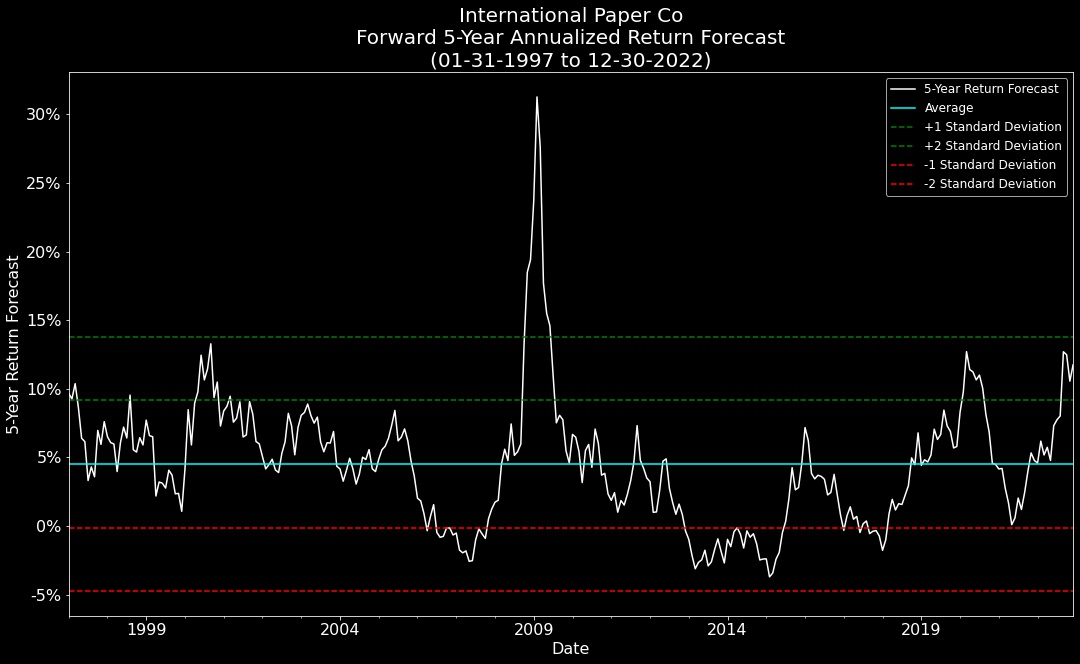 International Paper Co
Forward 5-Year Annualized Return Forecast
(01-31-1997 to 12-30-2022)
5-Year Return Forecast
Average
+1 Standard Deviation
+2 Standard Deviation
-1 Standard Deviation
-2 Standard Deviation
5-Year Return Forecast
30%
25%
20%
15%
10%
5%
0%
-5%
1999 2004 2009 2014 2019
Date